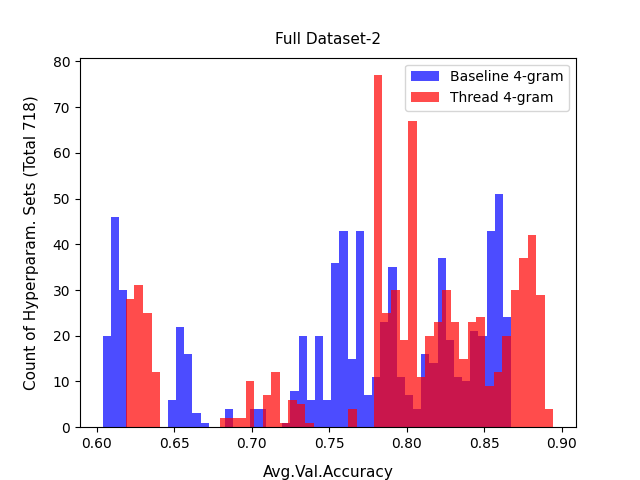 Full Dataset-2
Count of Hyperparam. Sets (Total 718)
80
70
60
50
40
30
20
10
0
Baseline 4-gram
Thread 4-gram
0.60 0.65 0.70 0.75 0.80 0.85 0.90
Avg.Val.Accuracy